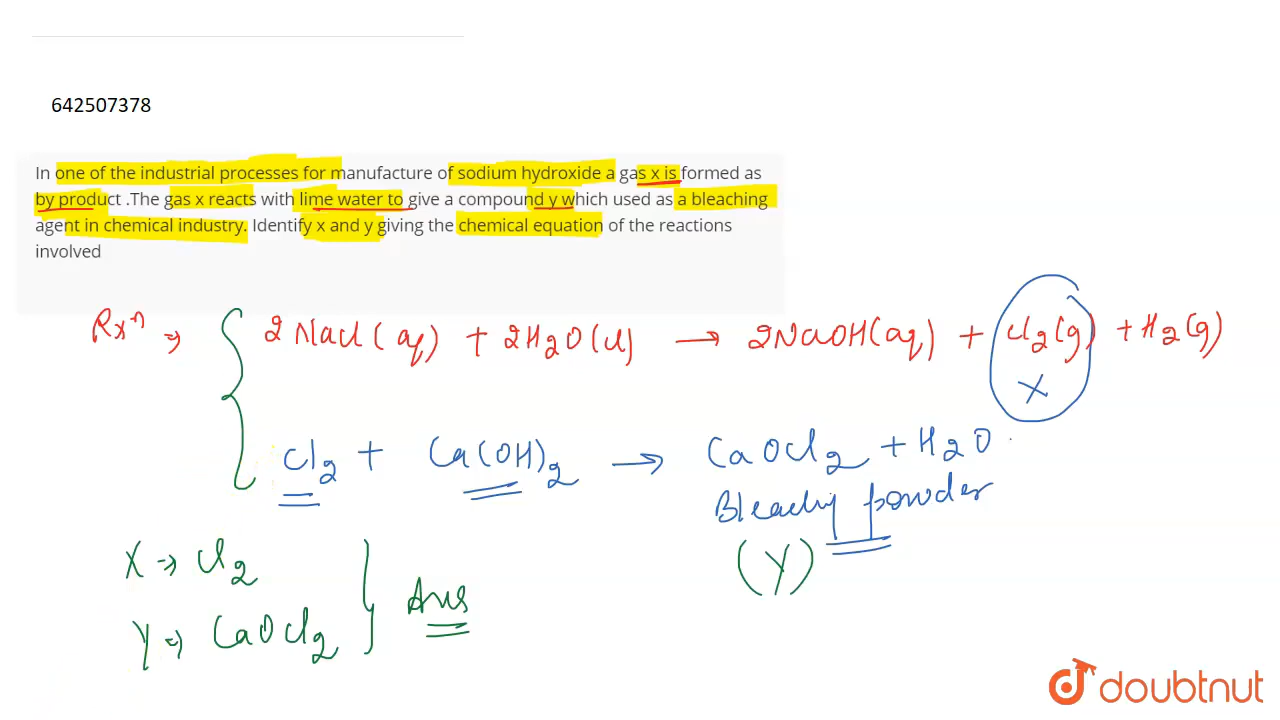 642507378
In one of the industrial processes for manufacture of sodium hydroxide a gas x is formed as
by product .The gas x reacts with lime water to give a compound y which used as a bleaching
agent in chemical industry. Identify x and y giving the chemical equation of the reactions
involved
Rxⁿ ⇒ { 2NaCl(aq) + 2H₂O(l) → 2NaOH(aq) + Cl₂(g) + H₂(g)
X
Cl₂ + Ca(OH)₂ → CaOCl₂ + H₂O
Bleachig powder
(Y)
X ⇒ Cl₂
Y ⇒ CaOCl₂ } Ans
doubtnut